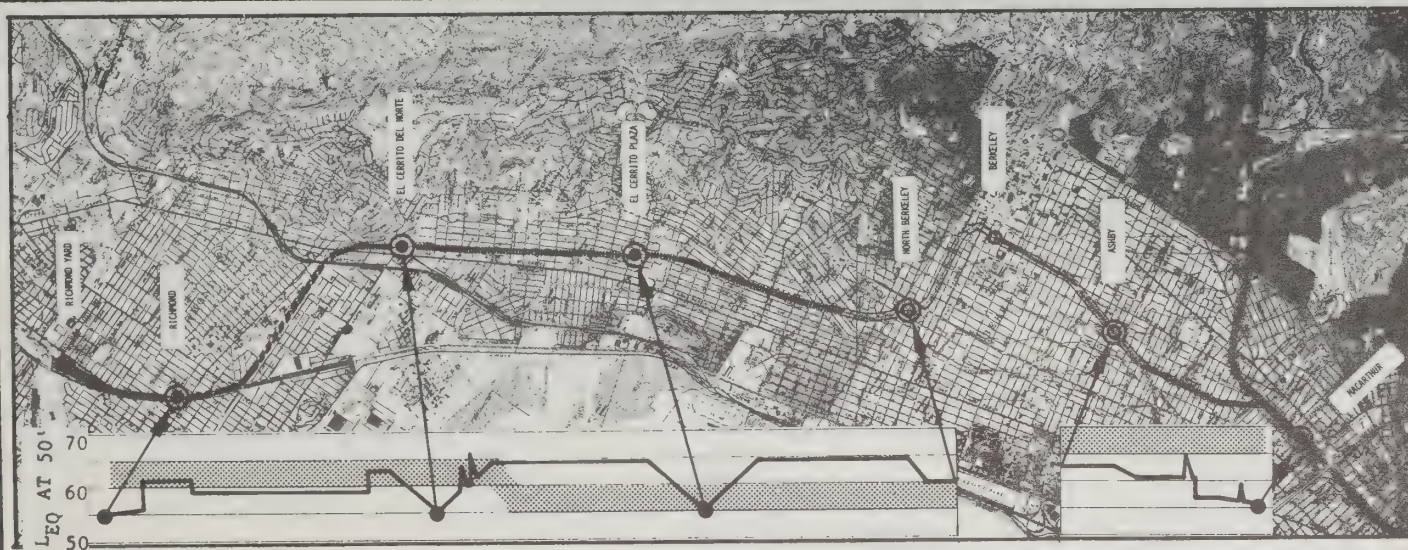 RICHMOND YARD
RICHMOND
EL CERRITO DEL NORTE
EL CERRITO PLAZA
NORTH BERKELEY
BERKELEY
ASHBY
MACARTHUR
LEQ AT 50'
70
60
50